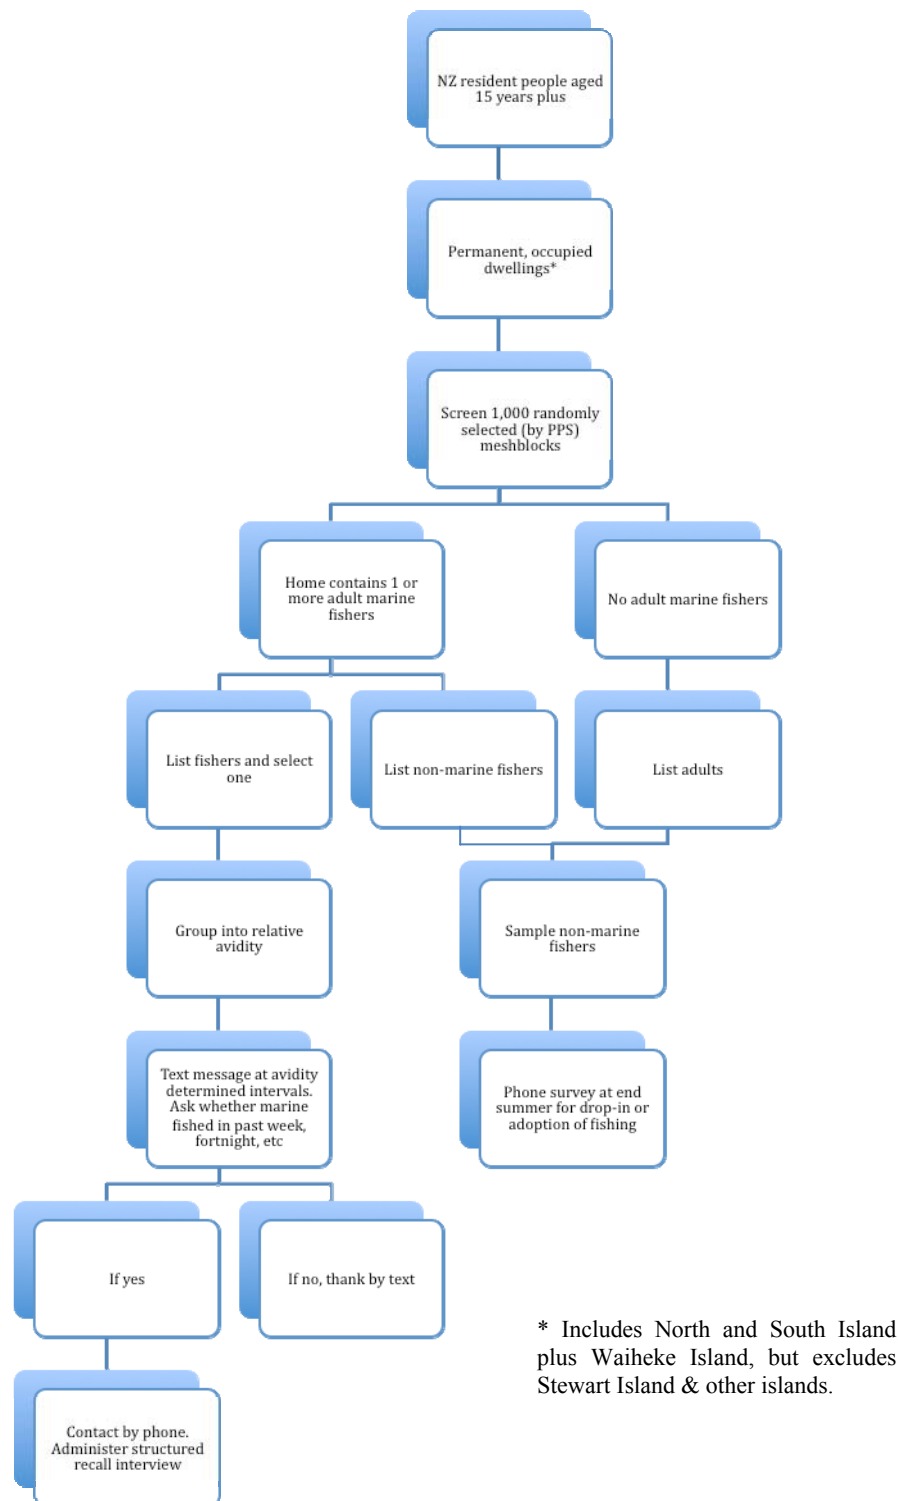 NZ resident people aged
15 years plus
Permanent, occupied
dwellings*
Screen 1,000 randomly
selected (by PPS)
meshblocks
Home contains 1 or
more adult marine
fishers
No adult marine fishers
List fishers and select
one
List non-marine fishers
List adults
Group into relative
avidity
Sample non-marine
fishers
Text message at avidity
determined intervals.
Ask whether marine
fished in past week,
fortnight, etc
Phone survey at end
summer for drop-in or
adoption of fishing
If yes
If no, thank by text
Contact by phone.
Administer structured
recall interview
* Includes North and South Island
plus Waiheke Island, but excludes
Stewart Island & other islands.